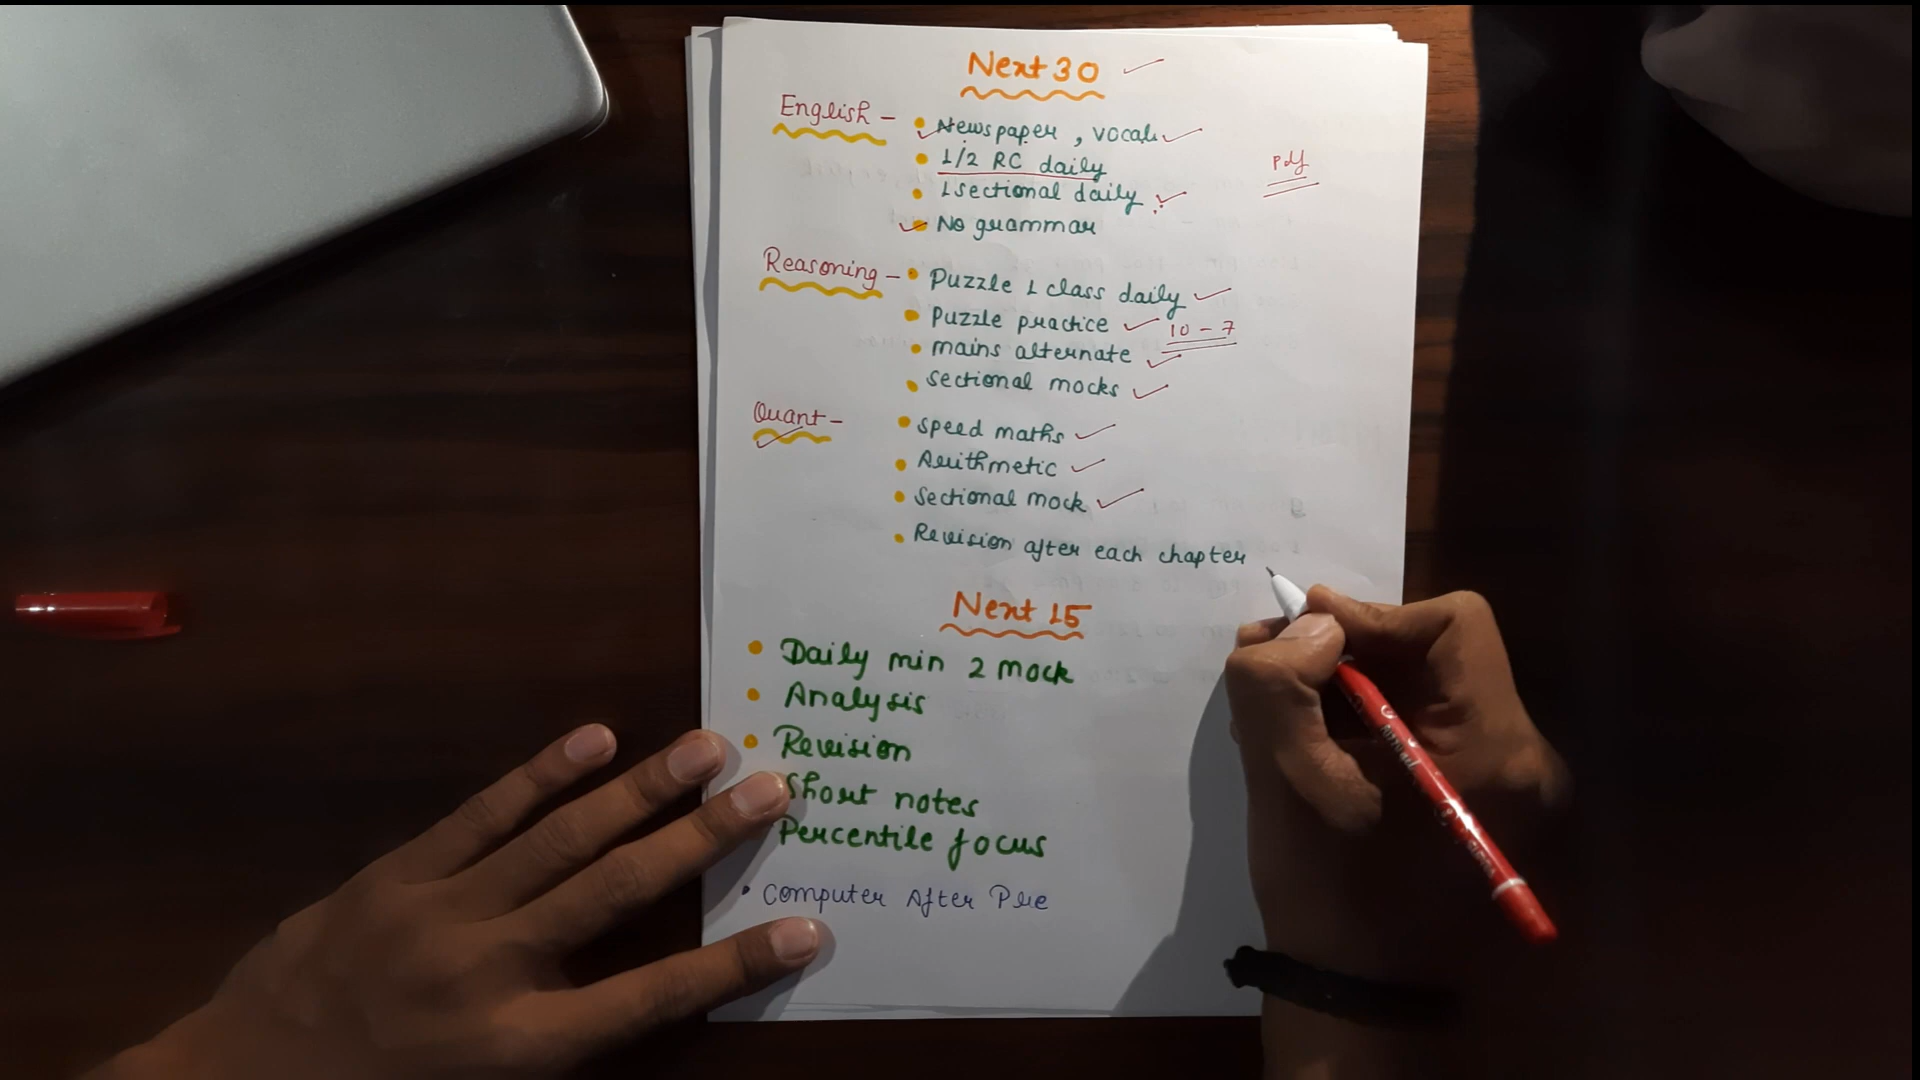 Next 30
English - • Newspaper, vocab
• 1/2 RC daily
pdf
• 1 sectional daily
• No grammar
Reasoning - • Puzzle 1 class daily
• Puzzle practice 10 - 7
• mains alternate
• Sectional mocks
Quant - • speed maths
• Arithmetic
• Sectional mock
• Revision after each chapter
Next 15
• Daily min 2 mock
• Analysis
• Revision
Short notes
Percentile focus
• Computer After Pre